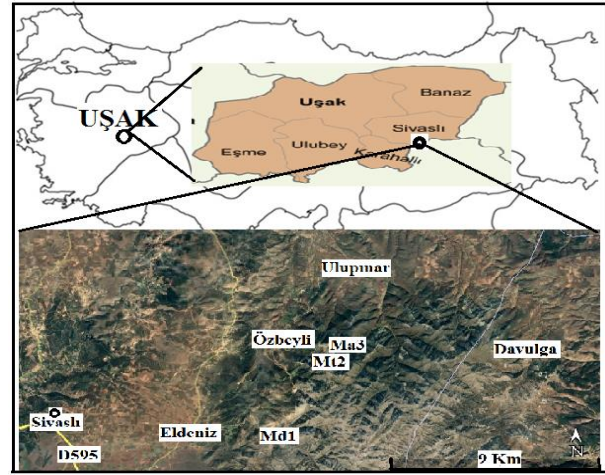 UŞAK
Uşak
Banaz
Sivaslı
Eşme
Ulubey
Karahallı
Ulupınar
Özbeyli
Ma3
Mt2
Davulga
Sivaslı
Eldeniz
Md1
D595
N
9 Km